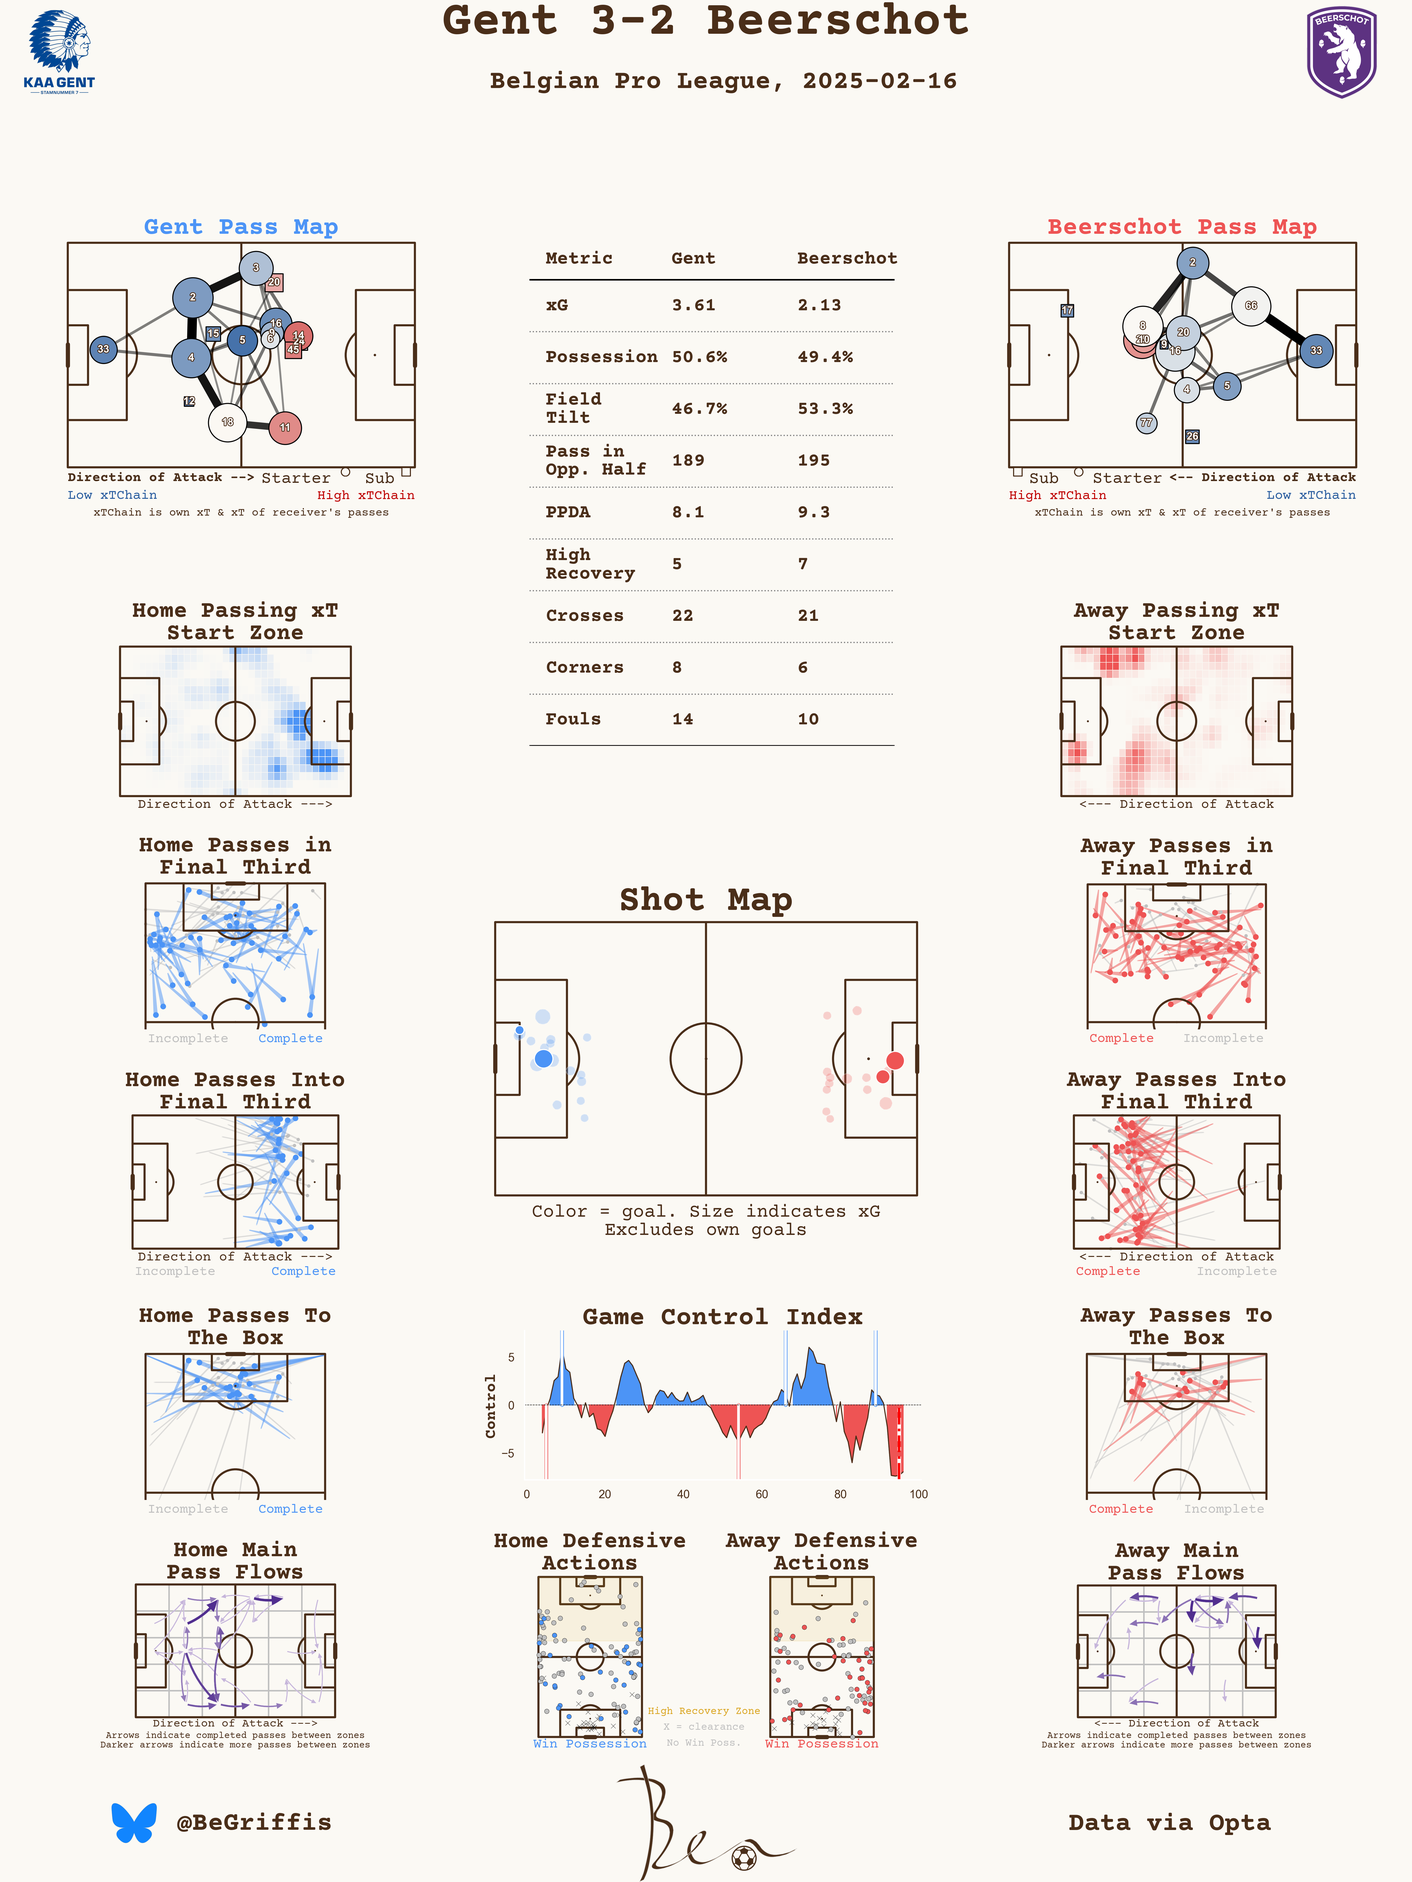 Gent 3-2 Beerschot
Belgian Pro League, 2025-02-16
KAA GENT
STAMNUMMER 7
BEERSCHOT
Gent Pass Map
3
20
2
16
15
5
6
14
45
33
4
12
18
11
Direction of Attack --> Starter Sub
Low xTChain High xTChain
xTChain is own xT & xT of receiver's passes
Metric Gent Beerschot
xG 3.61 2.13
Possession 50.6% 49.4%
Field
Tilt 46.7% 53.3%
Pass in
Opp. Half 189 195
PPDA 8.1 9.3
High
Recovery 5 7
Crosses 22 21
Corners 8 6
Fouls 14 10
Beerschot Pass Map
2
17
66
8
20
10
9
16
33
4
5
77
26
Sub Starter <-- Direction of Attack
High xTChain Low xTChain
xTChain is own xT & xT of receiver's passes
Home Passing xT
Start Zone
Direction of Attack --->
Away Passing xT
Start Zone
<--- Direction of Attack
Home Passes in
Final Third
Incomplete Complete
Away Passes in
Final Third
Complete Incomplete
Shot Map
Color = goal. Size indicates xG
Excludes own goals
Home Passes Into
Final Third
Direction of Attack --->
Incomplete Complete
Away Passes Into
Final Third
<--- Direction of Attack
Complete Incomplete
Home Passes To
The Box
Incomplete Complete
Game Control Index
Control
5
0
−5
0 20 40 60 80 100
Away Passes To
The Box
Complete Incomplete
Home Main
Pass Flows
Direction of Attack --->
Arrows indicate completed passes between zones
Darker arrows indicate more passes between zones
Home Defensive
Actions
Win Possession
Away Defensive
Actions
Win Possession
High Recovery Zone
X = clearance
No Win Poss.
Away Main
Pass Flows
<--- Direction of Attack
Arrows indicate completed passes between zones
Darker arrows indicate more passes between zones
@BeGriffis
Ben
Data via Opta